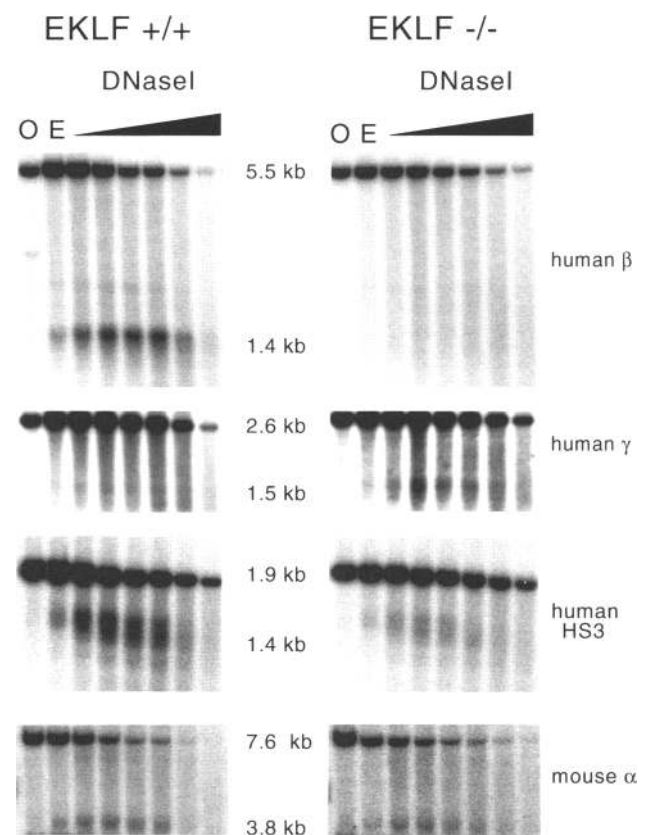 EKLF +/+ EKLF -/-
DNaseI DNaseI
O E O E
5.5 kb
human β
1.4 kb
2.6 kb
human γ
1.5 kb
1.9 kb
human
HS3
1.4 kb
7.6 kb
mouse α
3.8 kb